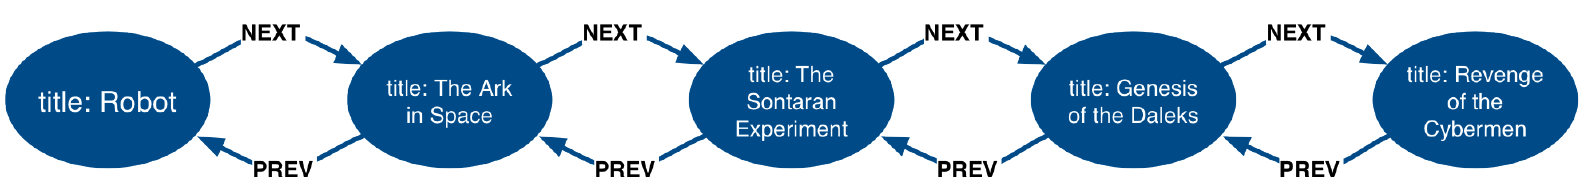 NEXT
NEXT
NEXT
NEXT
title: Robot
title: The Ark
in Space
title: The
Sontaran
Experiment
title: Genesis
of the Daleks
title: Revenge
of the
Cybermen
PREV
PREV
PREV
PREV